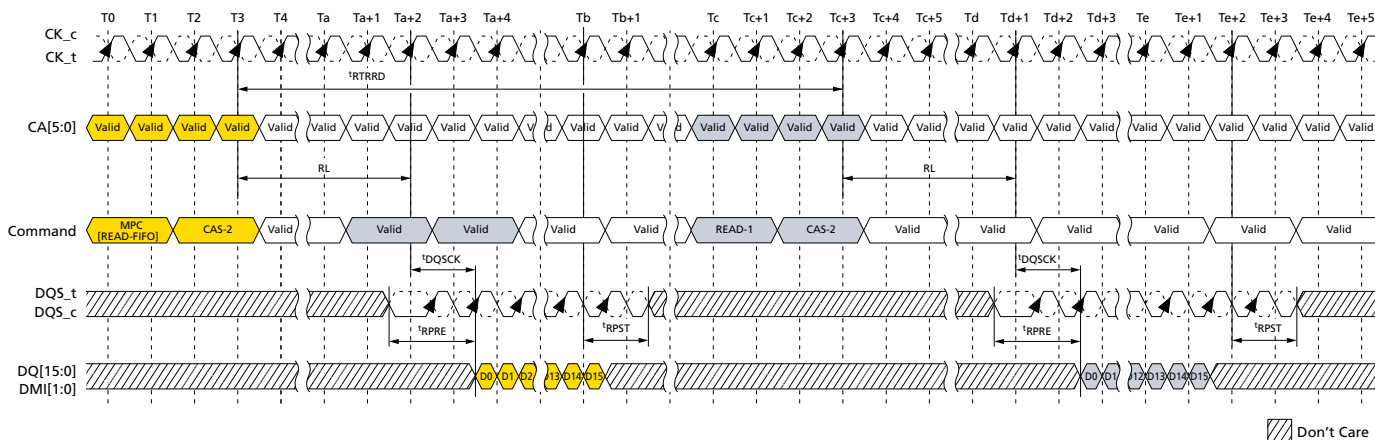 T0 T1 T2 T3 T4 Ta Ta+1 Ta+2 Ta+3 Ta+4 Tb Tb+1 Tc Tc+1 Tc+2 Tc+3 Tc+4 Tc+5 Td Td+1 Td+2 Td+3 Te Te+1 Te+2 Te+3 Te+4 Te+5
CK_c
CK_t
tRTRRD
CA[5:0] Valid Valid Valid Valid Valid Valid Valid Valid Valid Valid Valid Valid Valid Valid Valid Valid Valid Valid Valid Valid Valid Valid Valid Valid Valid Valid Valid
RL RL
Command MPC [READ-FIFO] CAS-2 Valid Valid Valid Valid Valid READ-1 CAS-2 Valid Valid Valid Valid Valid
tDQSCK tDQSCK
DQS_t
DQS_c
tRPRE tRPST tRPRE tRPST
DQ[15:0] D0 D1 D2 D13 D14 D15 D0 D1 D12 D13 D14 D15
DMI[1:0]
Don't Care